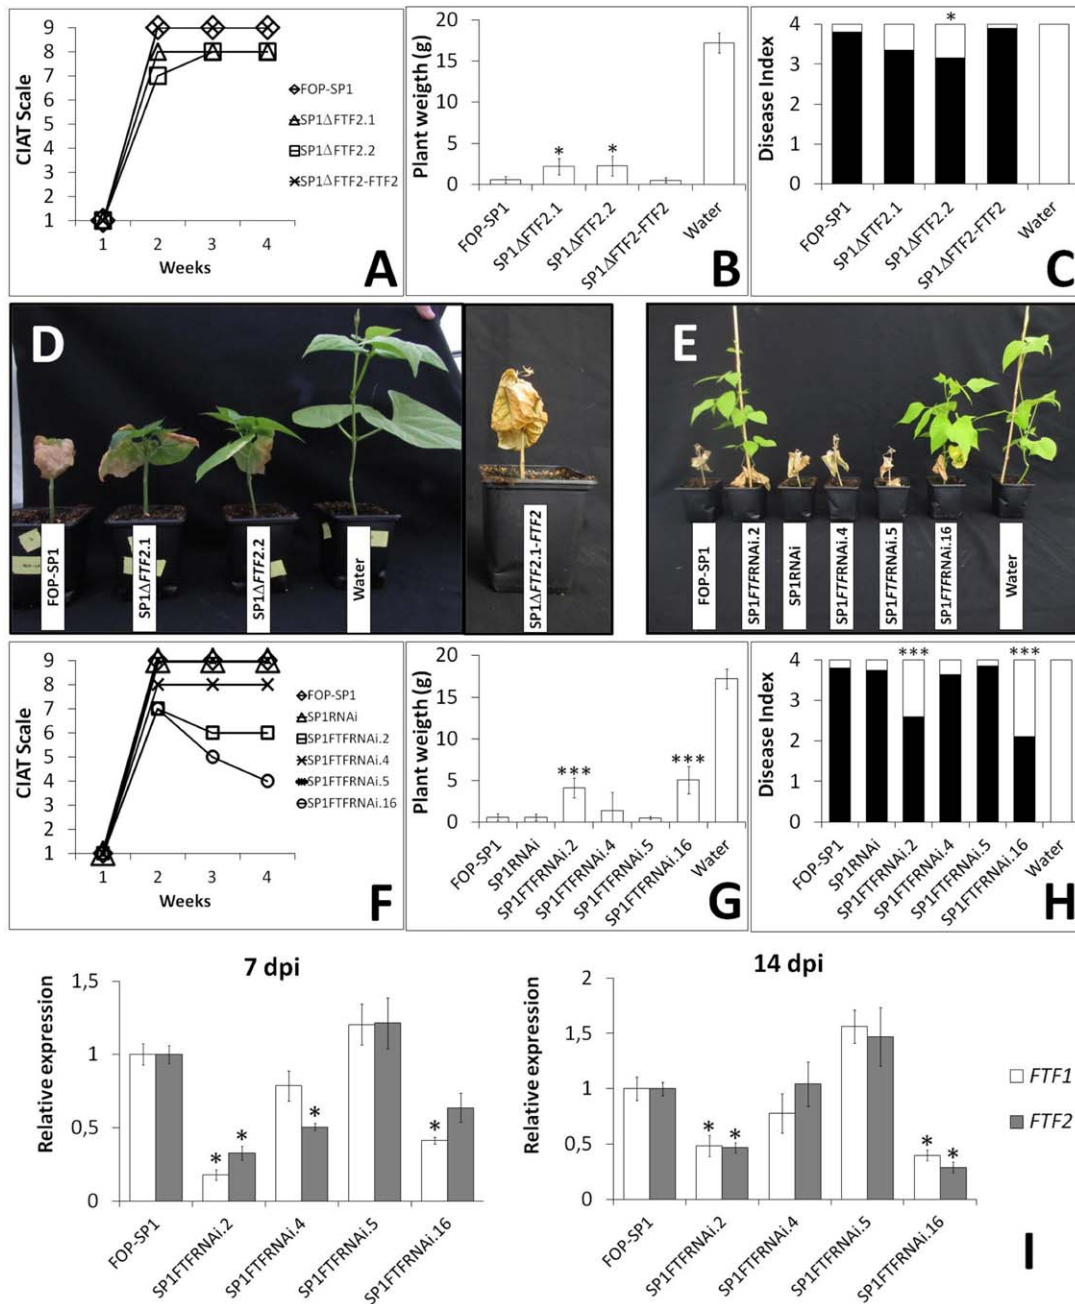 9
8
7
6
5
4
3
2
1
CIAT Scale
1 2 3 4
Weeks
FOP-SP1
SP1ΔFTF2.1
SP1ΔFTF2.2
SP1ΔFTF2-FTF2
A
20
15
10
5
0
Plant weigth (g)
*
*
FOP-SP1
SP1ΔFTF2.1
SP1ΔFTF2.2
SP1ΔFTF2-FTF2
Water
B
4
3
2
1
0
Disease Index
*
FOP-SP1
SP1ΔFTF2.1
SP1ΔFTF2.2
SP1ΔFTF2-FTF2
Water
C
D
FOP-SP1
SP1ΔFTF2.1
SP1ΔFTF2.2
Water
SP1ΔFTF2.1-FTF2
E
FOP-SP1
SP1FTFRNAi.2
SP1RNAi
SP1FTFRNAi.4
SP1FTFRNAi.5
SP1FTFRNAi.16
Water
9
8
7
6
5
4
3
2
1
CIAT Scale
1 2 3 4
Weeks
FOP-SP1
SP1RNAi
SP1FTFRNAi.2
SP1FTFRNAi.4
SP1FTFRNAi.5
SP1FTFRNAi.16
F
20
15
10
5
0
Plant weigth (g)
***
***
FOP-SP1
SP1RNAi
SP1FTFRNAi.2
SP1FTFRNAi.4
SP1FTFRNAi.5
SP1FTFRNAi.16
Water
G
4
3
2
1
0
Disease Index
***
***
FOP-SP1
SP1RNAi
SP1FTFRNAi.2
SP1FTFRNAi.4
SP1FTFRNAi.5
SP1FTFRNAi.16
Water
H
7 dpi
1,5
1
0,5
0
Relative expression
* * * *
FOP-SP1
SP1FTFRNAi.2
SP1FTFRNAi.4
SP1FTFRNAi.5
SP1FTFRNAi.16
14 dpi
2
1,5
1
0,5
0
Relative expression
* * * *
FOP-SP1
SP1FTFRNAi.2
SP1FTFRNAi.4
SP1FTFRNAi.5
SP1FTFRNAi.16
FTF1
FTF2
I